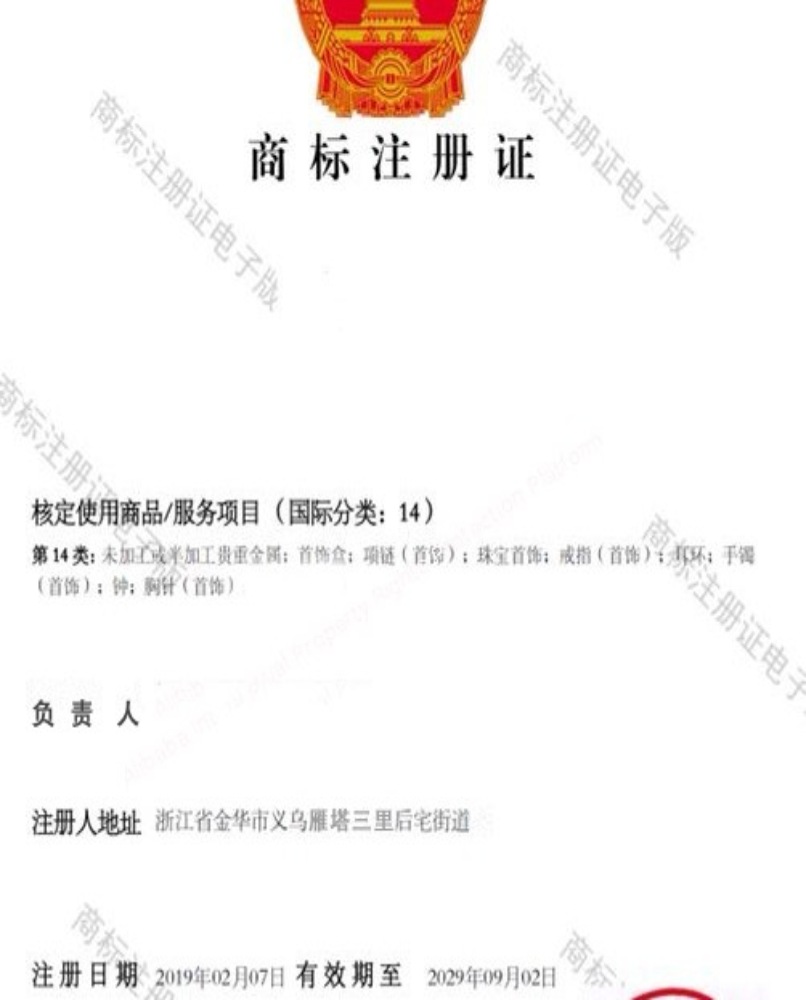 商标注册证
商标注册证电子版
商标注册证电子版
商标注册证电子版
核定使用商品/服务项目（国际分类：14）
第14类：未加工或半加工贵重金属；首饰盒；项链（首饰）；珠宝首饰；戒指（首饰）；耳环；手镯
（首饰）；钟；胸针（首饰）
商标注册证电子
负责人
注册人地址 浙江省金华市义乌雁塔三里后宅街道
商标注册证
商标
注册日期 2019年02月07日 有效期至 2029年09月02日